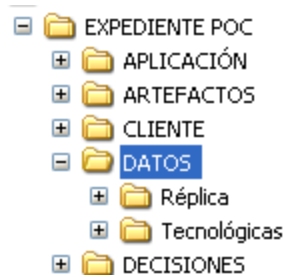 EXPEDIENTE POC
APLICACIÓN
ARTEFACTOS
CLIENTE
DATOS
Réplica
Tecnológicas
DECISIONES